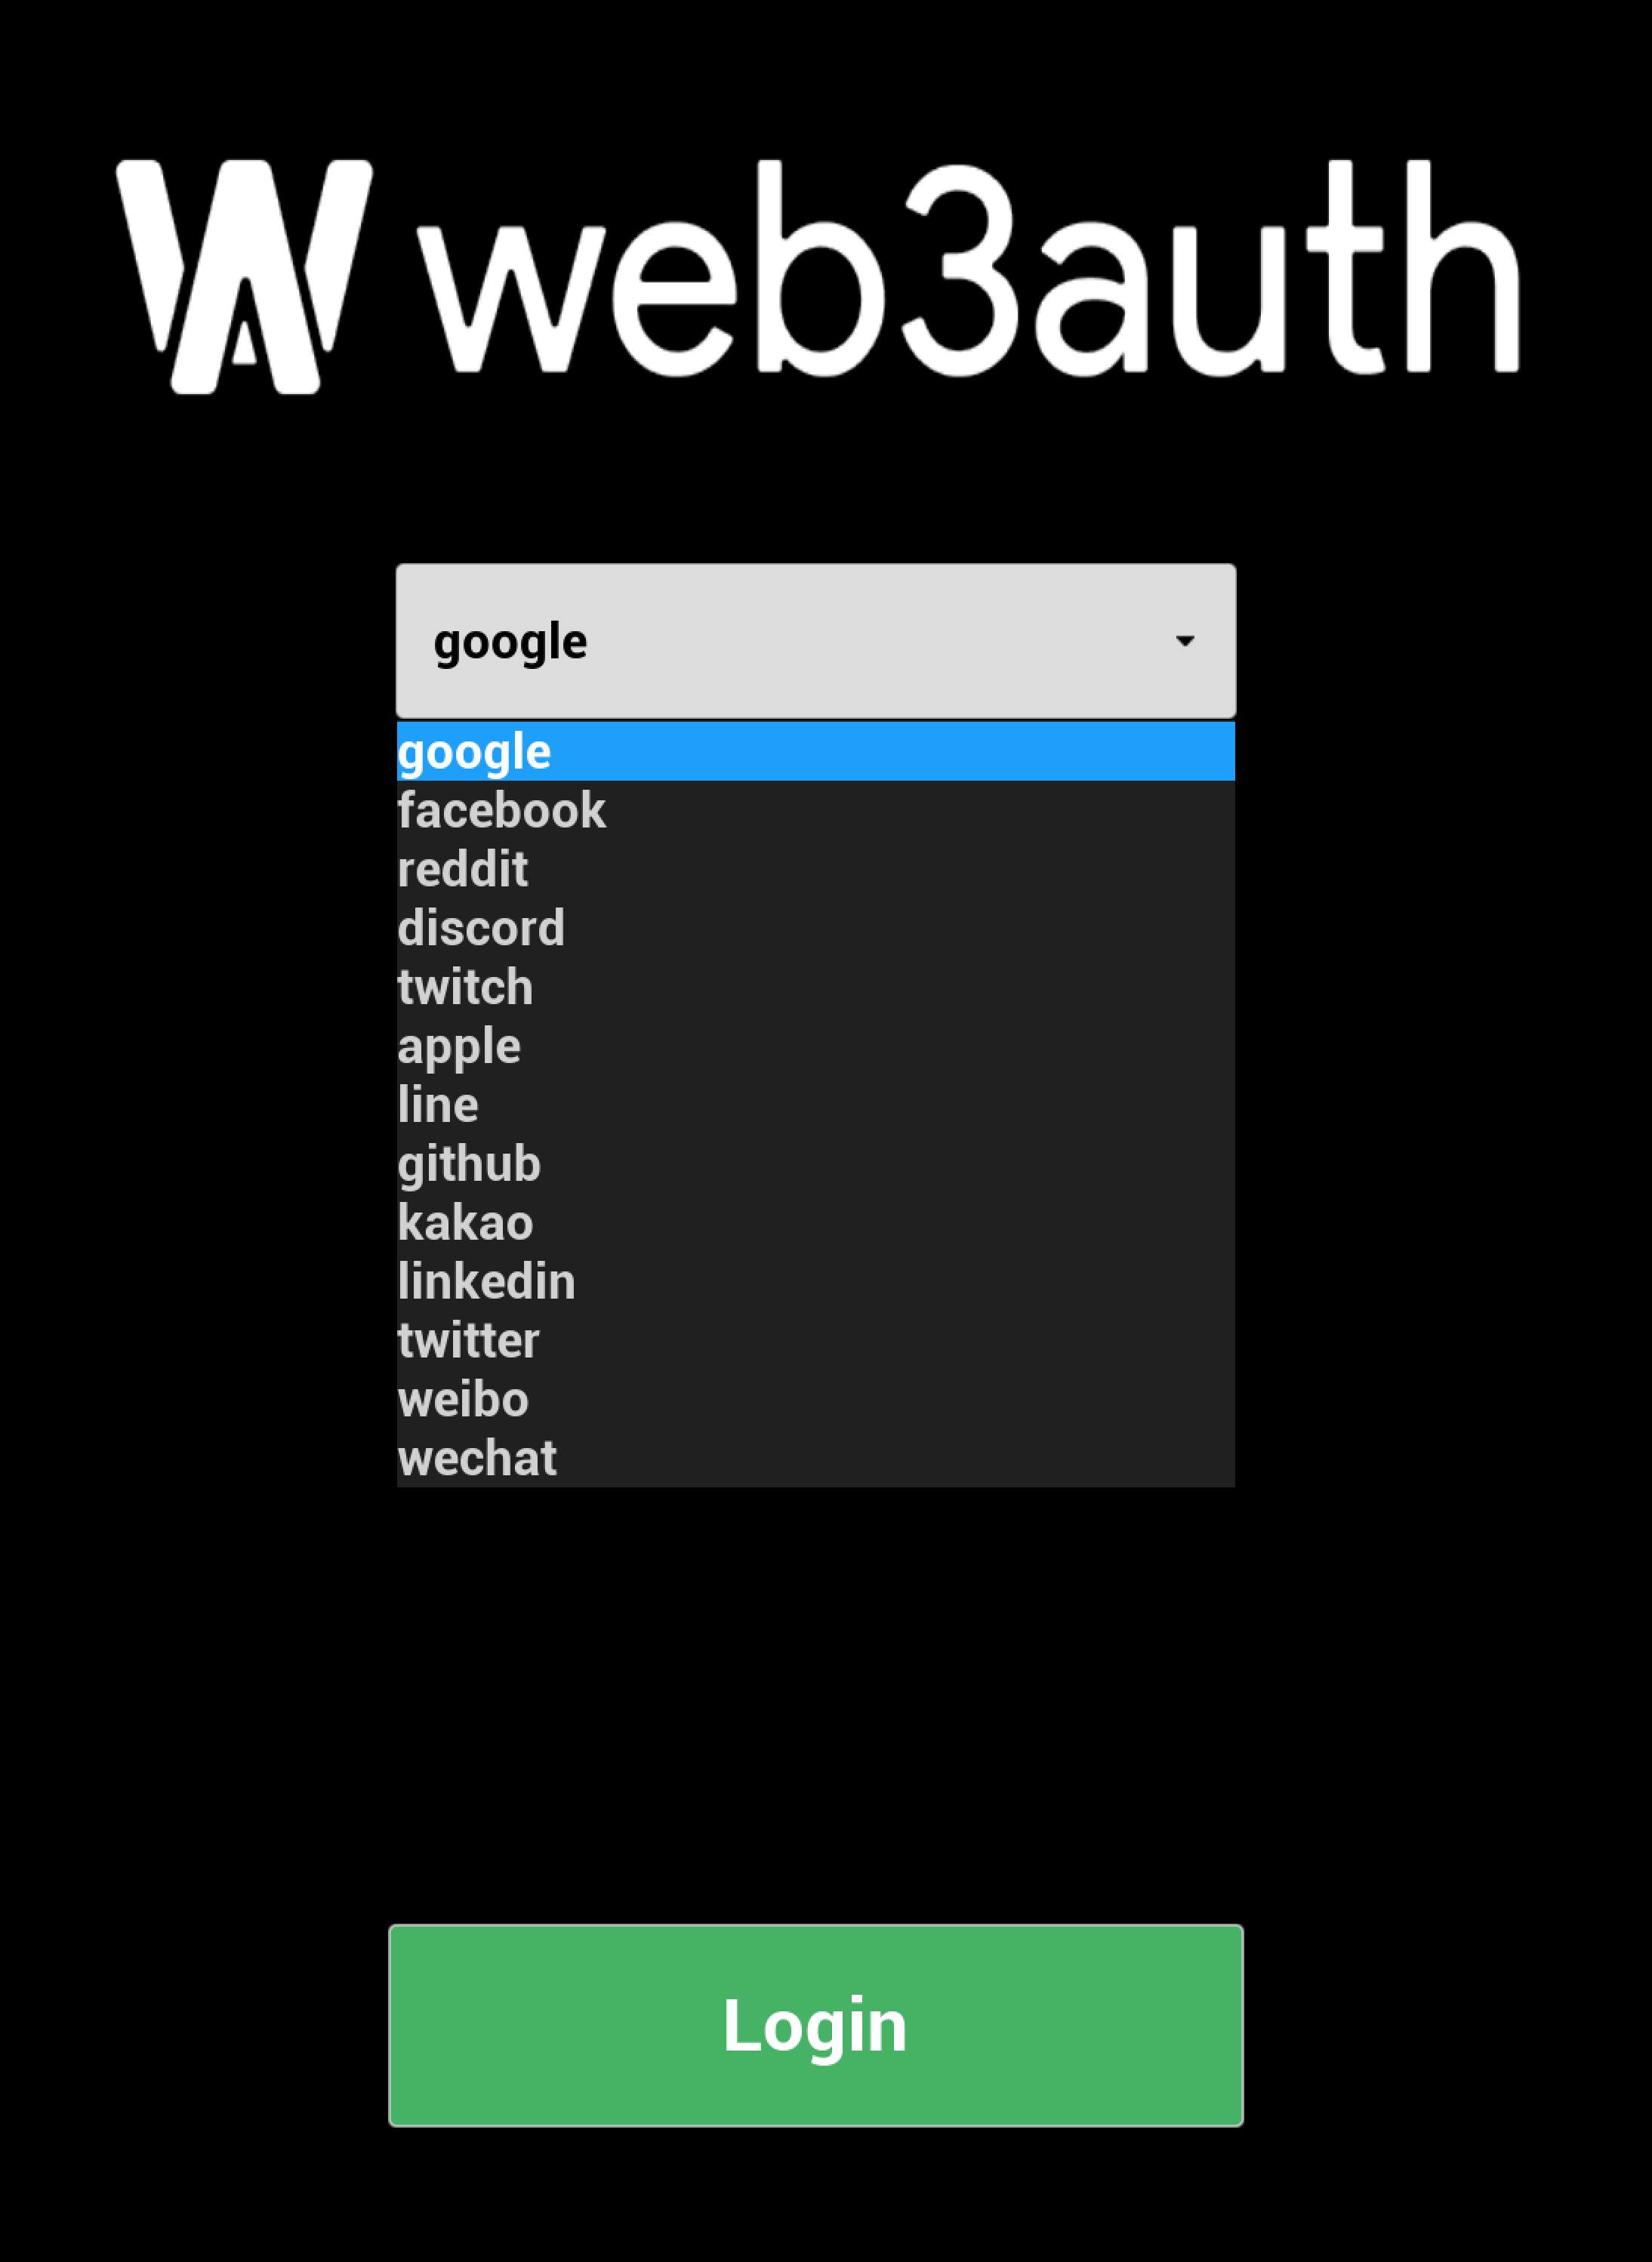 web3auth
google
google
facebook
reddit
discord
twitch
apple
line
github
kakao
linkedin
twitter
weibo
wechat
Login